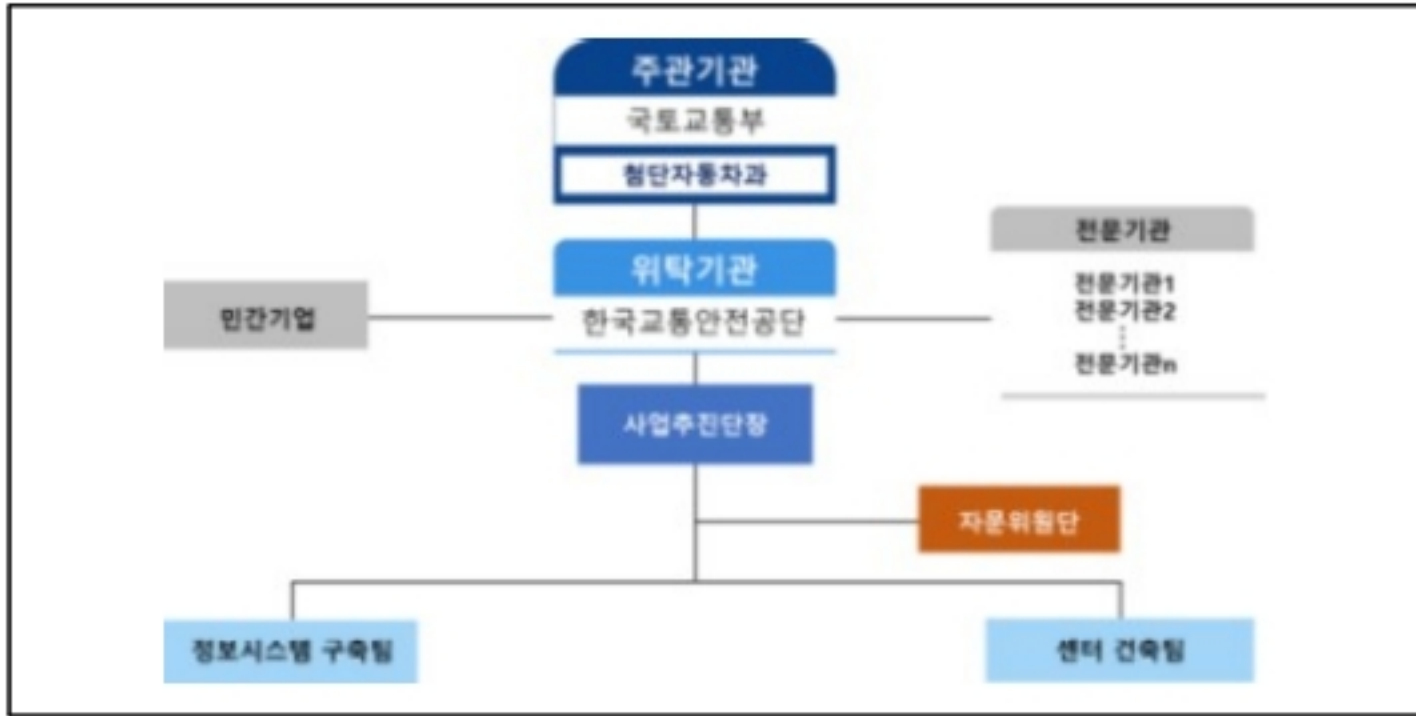 주관기관
국토교통부
첨단자동차과
위탁기관
한국교통안전공단
민간기업
전문기관
전문기관1
전문기관2
⋮
전문기관n
사업추진단장
자문위원단
정보시스템 구축팀
센터 건축팀